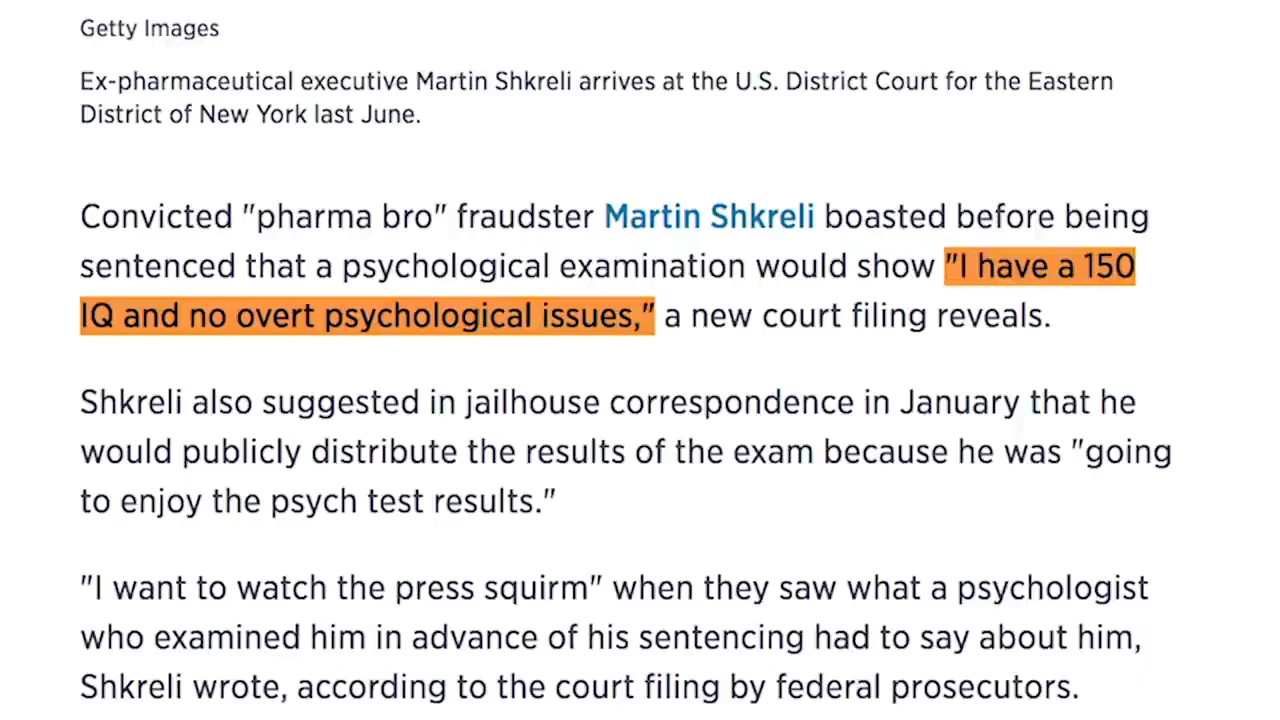 Getty Images
Ex-pharmaceutical executive Martin Shkreli arrives at the U.S. District Court for the Eastern
District of New York last June.
Convicted "pharma bro" fraudster Martin Shkreli boasted before being
sentenced that a psychological examination would show "I have a 150
IQ and no overt psychological issues," a new court filing reveals.
Shkreli also suggested in jailhouse correspondence in January that he
would publicly distribute the results of the exam because he was "going
to enjoy the psych test results."
"I want to watch the press squirm" when they saw what a psychologist
who examined him in advance of his sentencing had to say about him,
Shkreli wrote, according to the court filing by federal prosecutors.